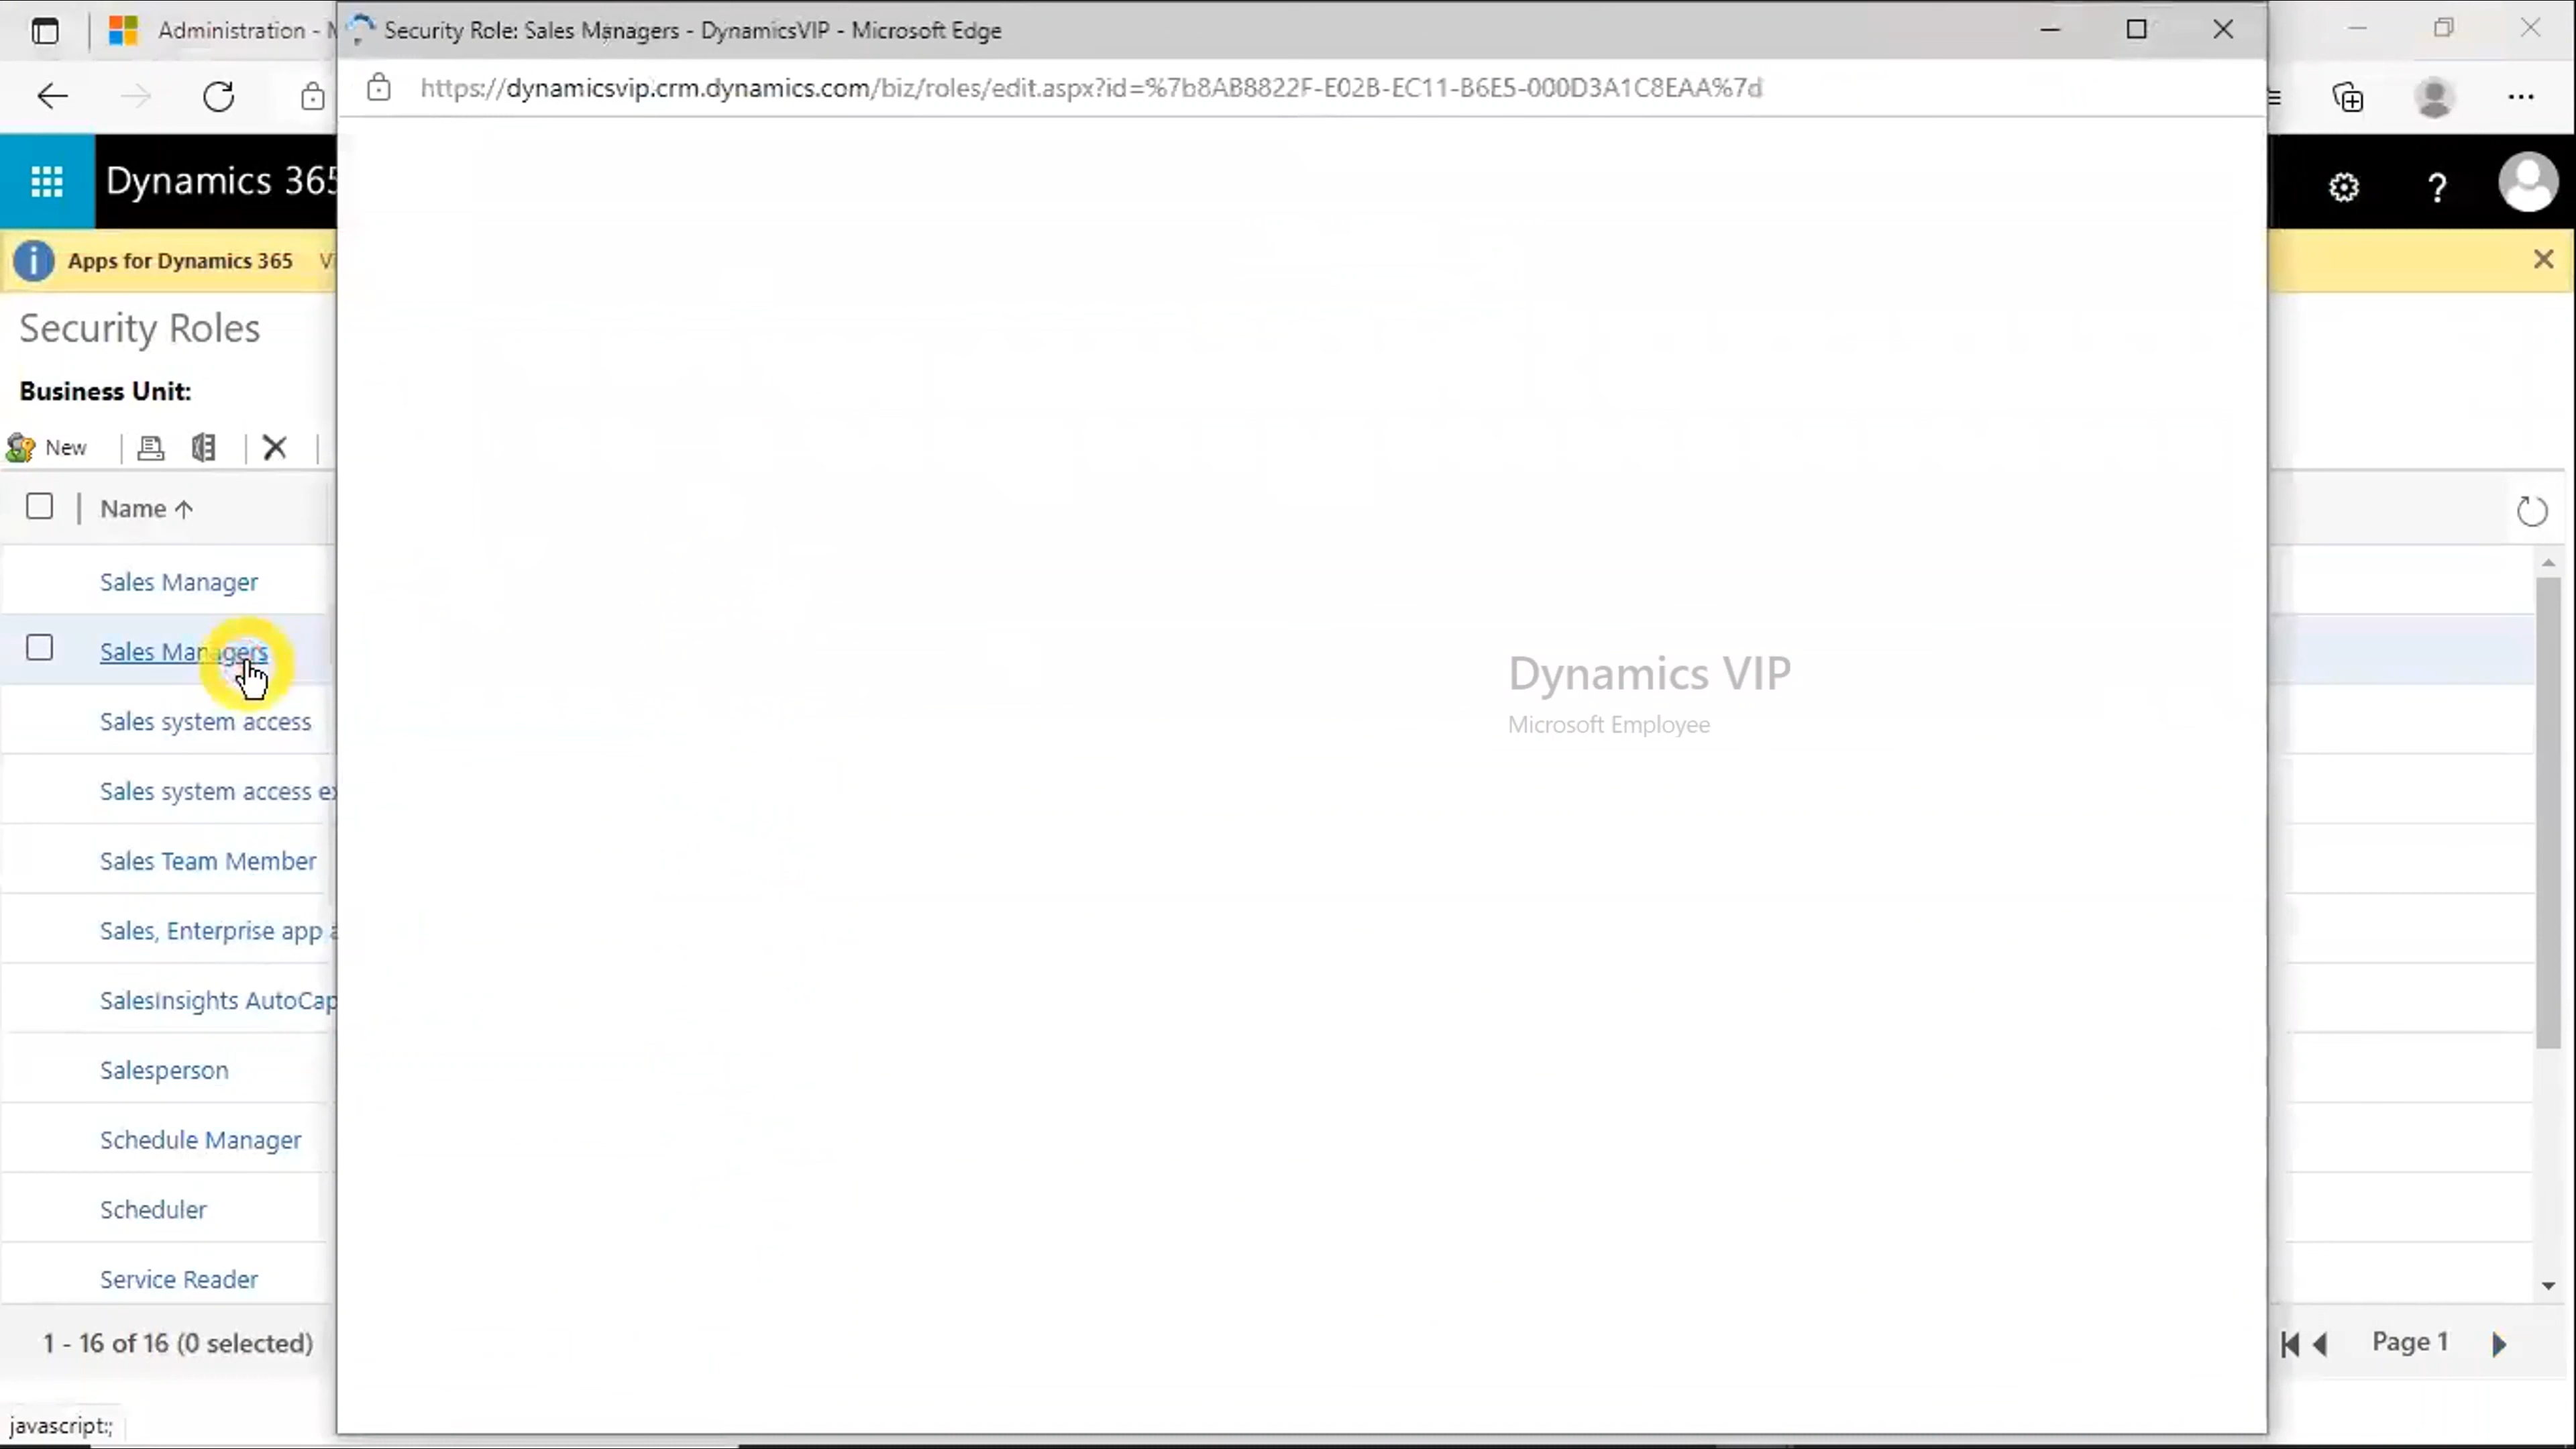 Administration - M
Security Role: Sales Managers - DynamicsVIP - Microsoft Edge
https://dynamicsvip.crm.dynamics.com/biz/roles/edit.aspx?id=%7b8AB8822F-E02B-EC11-B6E5-000D3A1C8EAA%7d
Dynamics 365
?
Apps for Dynamics 365 Vi
Security Roles
Business Unit:
New
Name
Sales Manager
Sales Managers
Sales system access
Sales system access ex
Sales Team Member
Sales, Enterprise app a
SalesInsights AutoCap
Salesperson
Schedule Manager
Scheduler
Service Reader
Dynamics VIP
Microsoft Employee
1 - 16 of 16 (0 selected)
Page 1
javascript:;